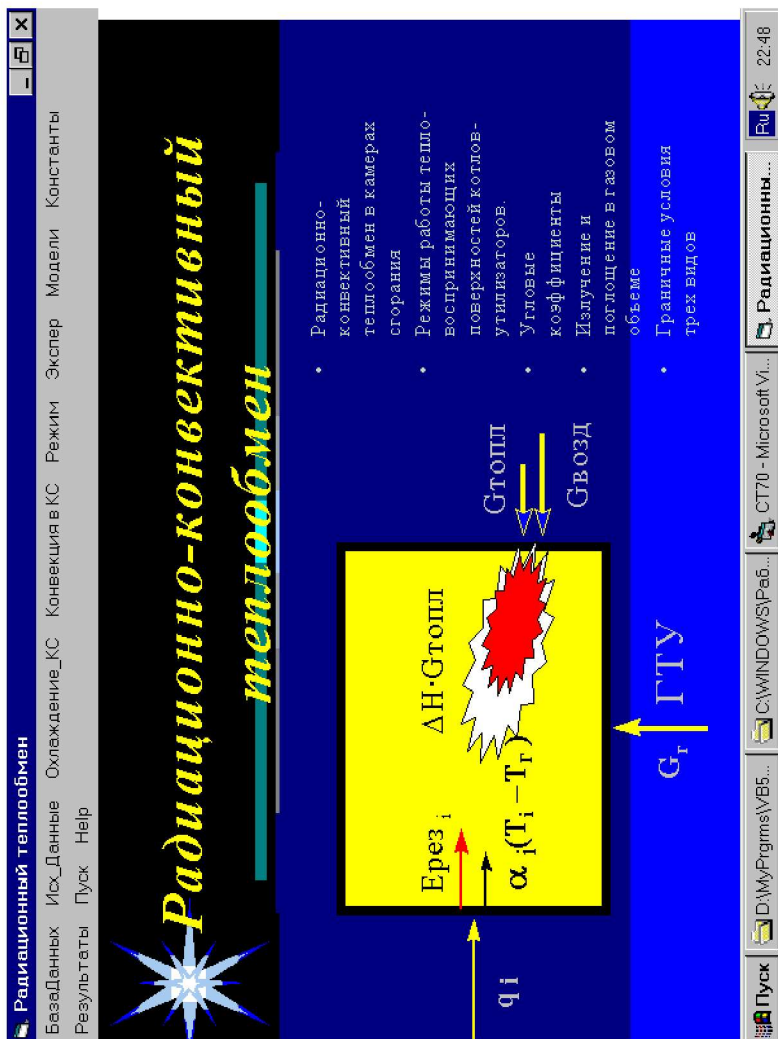 Радиационный теплообмен
БазаДанных Исх_Данные Охлаждение_КС Конвекция в КС Режим Экспер Модели Константы
Результаты Пуск Help
Радиационно-конвективный
теплообмен
• Радиационно-
конвективный
теплообмен в камерах
сгорания
• Режимы работы тепло-
воспринимающих
поверхностей котлов-
утилизаторов.
• Угловые
коэффициенты
• Излучение и
поглощение в газовом
объеме
• Граничные условия
трех видов
Eрез i
ΔH·Gтопл
Gтопл
α i(Ti −Tг)
Gвозд
qi
Gг ГТУ
Пуск D:\MyPrgrms\VB5... C:\WINDOWS\Раб... CT70 - Microsoft Vi... Радиационны... Ru 22:48